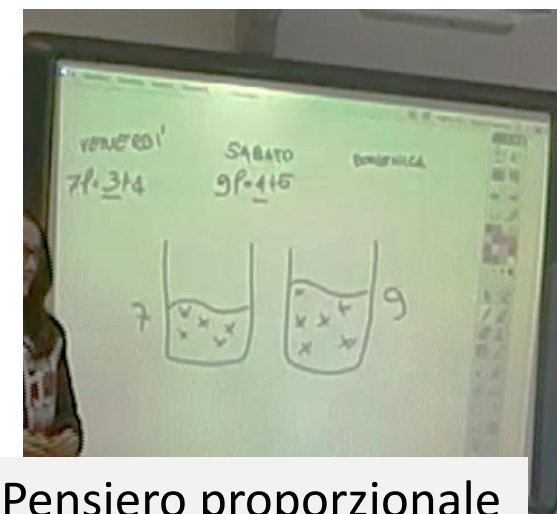 VENERDI' SABATO DOMENICA
7P=3+4 9P=4+5
7 9
Pensiero proporzionale